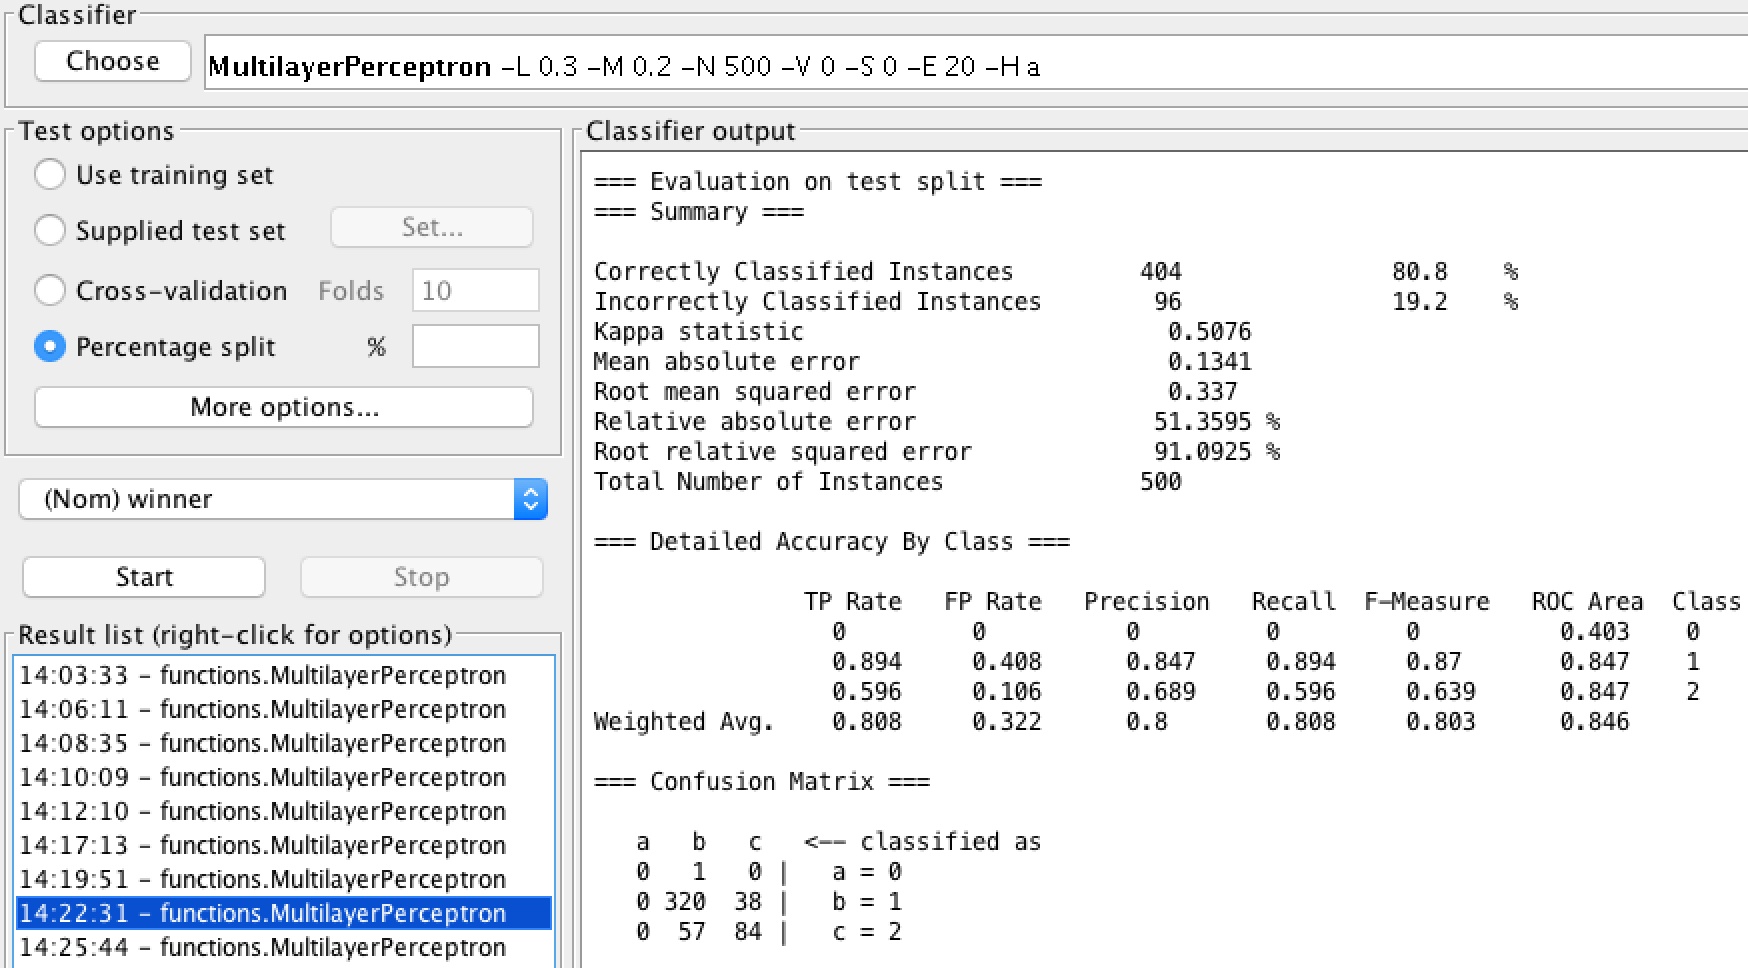 Classifier
Choose
MultilayerPerceptron -L 0.3 -M 0.2 -N 500 -V 0 -S 0 -E 20 -H a
Test options
Use training set
Supplied test set Set...
Cross-validation Folds 10
Percentage split %
More options...
(Nom) winner
Start Stop
Result list (right-click for options)
14:03:33 - functions.MultilayerPerceptron
14:06:11 - functions.MultilayerPerceptron
14:08:35 - functions.MultilayerPerceptron
14:10:09 - functions.MultilayerPerceptron
14:12:10 - functions.MultilayerPerceptron
14:17:13 - functions.MultilayerPerceptron
14:19:51 - functions.MultilayerPerceptron
14:22:31 - functions.MultilayerPerceptron
14:25:44 - functions.MultilayerPerceptron
Classifier output
=== Evaluation on test split ===
=== Summary ===
Correctly Classified Instances 404 80.8 %
Incorrectly Classified Instances 96 19.2 %
Kappa statistic 0.5076
Mean absolute error 0.1341
Root mean squared error 0.337
Relative absolute error 51.3595 %
Root relative squared error 91.0925 %
Total Number of Instances 500
=== Detailed Accuracy By Class ===
TP Rate FP Rate Precision Recall F-Measure ROC Area Class
0 0 0 0 0 0.403 0
0.894 0.408 0.847 0.894 0.87 0.847 1
0.596 0.106 0.689 0.596 0.639 0.847 2
Weighted Avg. 0.808 0.322 0.8 0.808 0.803 0.846
=== Confusion Matrix ===
a b c <-- classified as
0 1 0 | a = 0
0 320 38 | b = 1
0 57 84 | c = 2